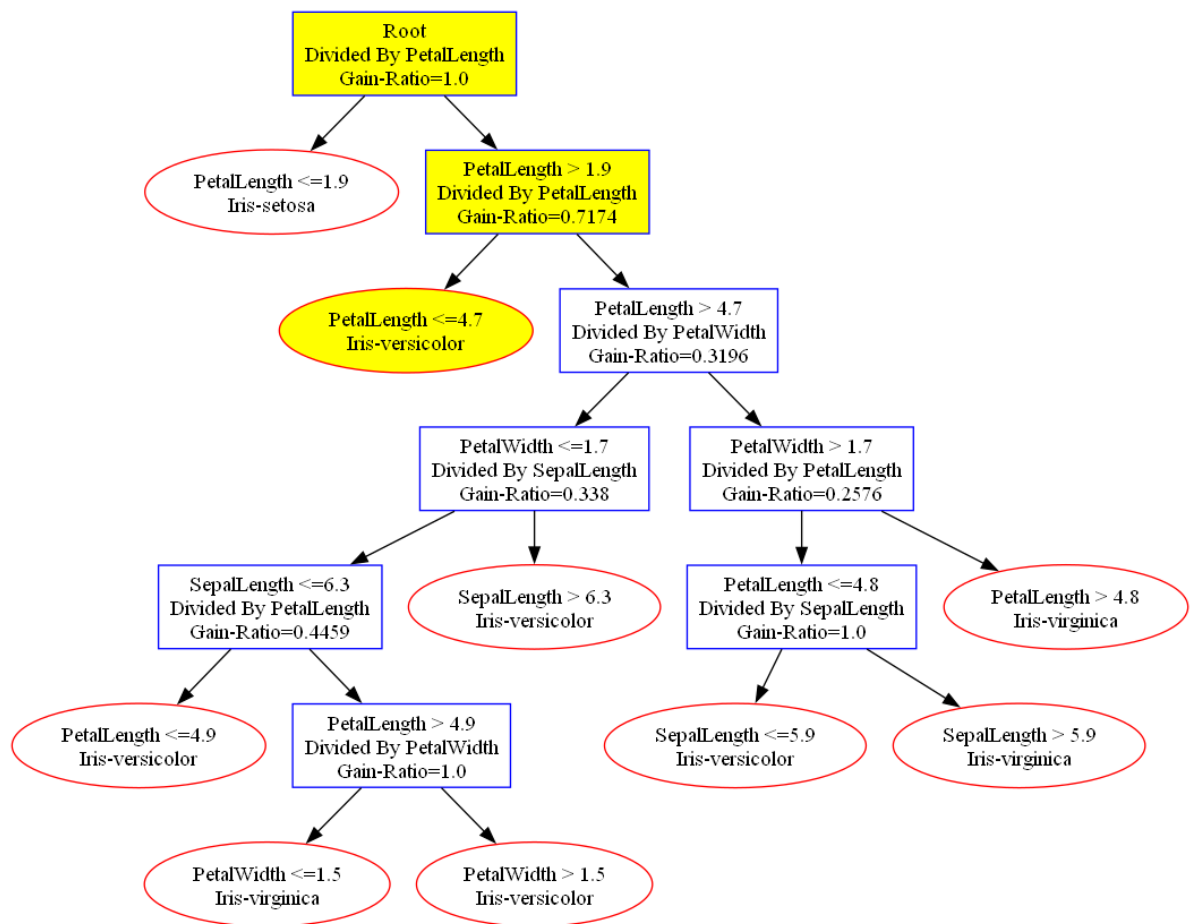 Root
Divided By PetalLength
Gain-Ratio=1.0
PetalLength <=1.9
Iris-setosa
PetalLength > 1.9
Divided By PetalLength
Gain-Ratio=0.7174
PetalLength <=4.7
Iris-versicolor
PetalLength > 4.7
Divided By PetalWidth
Gain-Ratio=0.3196
PetalWidth <=1.7
Divided By SepalLength
Gain-Ratio=0.338
PetalWidth > 1.7
Divided By PetalLength
Gain-Ratio=0.2576
SepalLength <=6.3
Divided By PetalLength
Gain-Ratio=0.4459
SepalLength > 6.3
Iris-versicolor
PetalLength <=4.8
Divided By SepalLength
Gain-Ratio=1.0
PetalLength > 4.8
Iris-virginica
PetalLength <=4.9
Iris-versicolor
PetalLength > 4.9
Divided By PetalWidth
Gain-Ratio=1.0
SepalLength <=5.9
Iris-versicolor
SepalLength > 5.9
Iris-virginica
PetalWidth <=1.5
Iris-virginica
PetalWidth > 1.5
Iris-versicolor